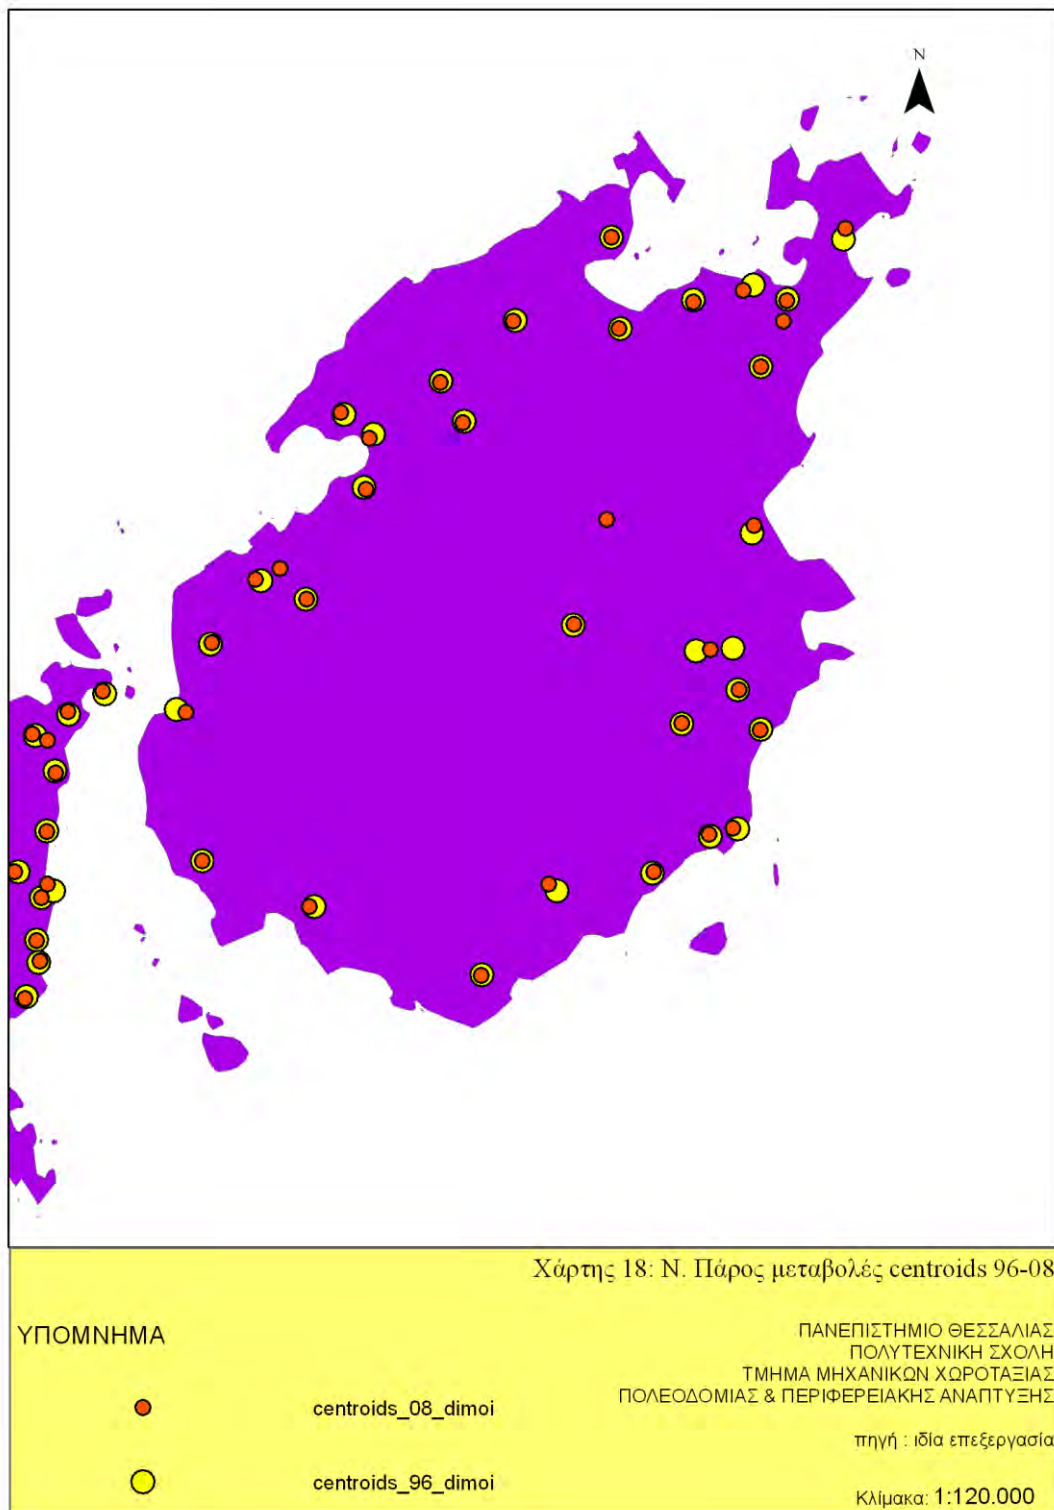 N
Χάρτης 18: Ν. Πάρος μεταβολές centroids 96-08
ΥΠΟΜΝΗΜΑ
ΠΑΝΕΠΙΣΤΗΜΙΟ ΘΕΣΣΑΛΙΑΣ
ΠΟΛΥΤΕΧΝΙΚΗ ΣΧΟΛΗ
ΤΜΗΜΑ ΜΗΧΑΝΙΚΩΝ ΧΩΡΟΤΑΞΙΑΣ
ΠΟΛΕΟΔΟΜΙΑΣ & ΠΕΡΙΦΕΡΕΙΑΚΗΣ ΑΝΑΠΤΥΞΗΣ
centroids_08_dimoi
πηγή : ιδία επεξεργασία
centroids_96_dimoi
Κλίμακα: 1:120.000